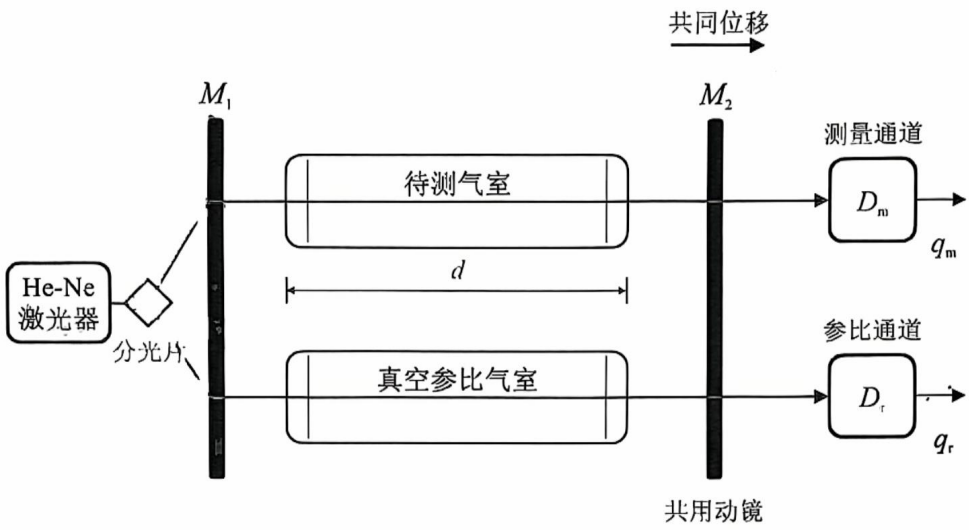 共同位移
M₁
M₂
测量通道
待测气室
Dₘ
qₘ
d
He-Ne
激光器
分光片
参比通道
真空参比气室
Dᵣ
qᵣ
共用动镜